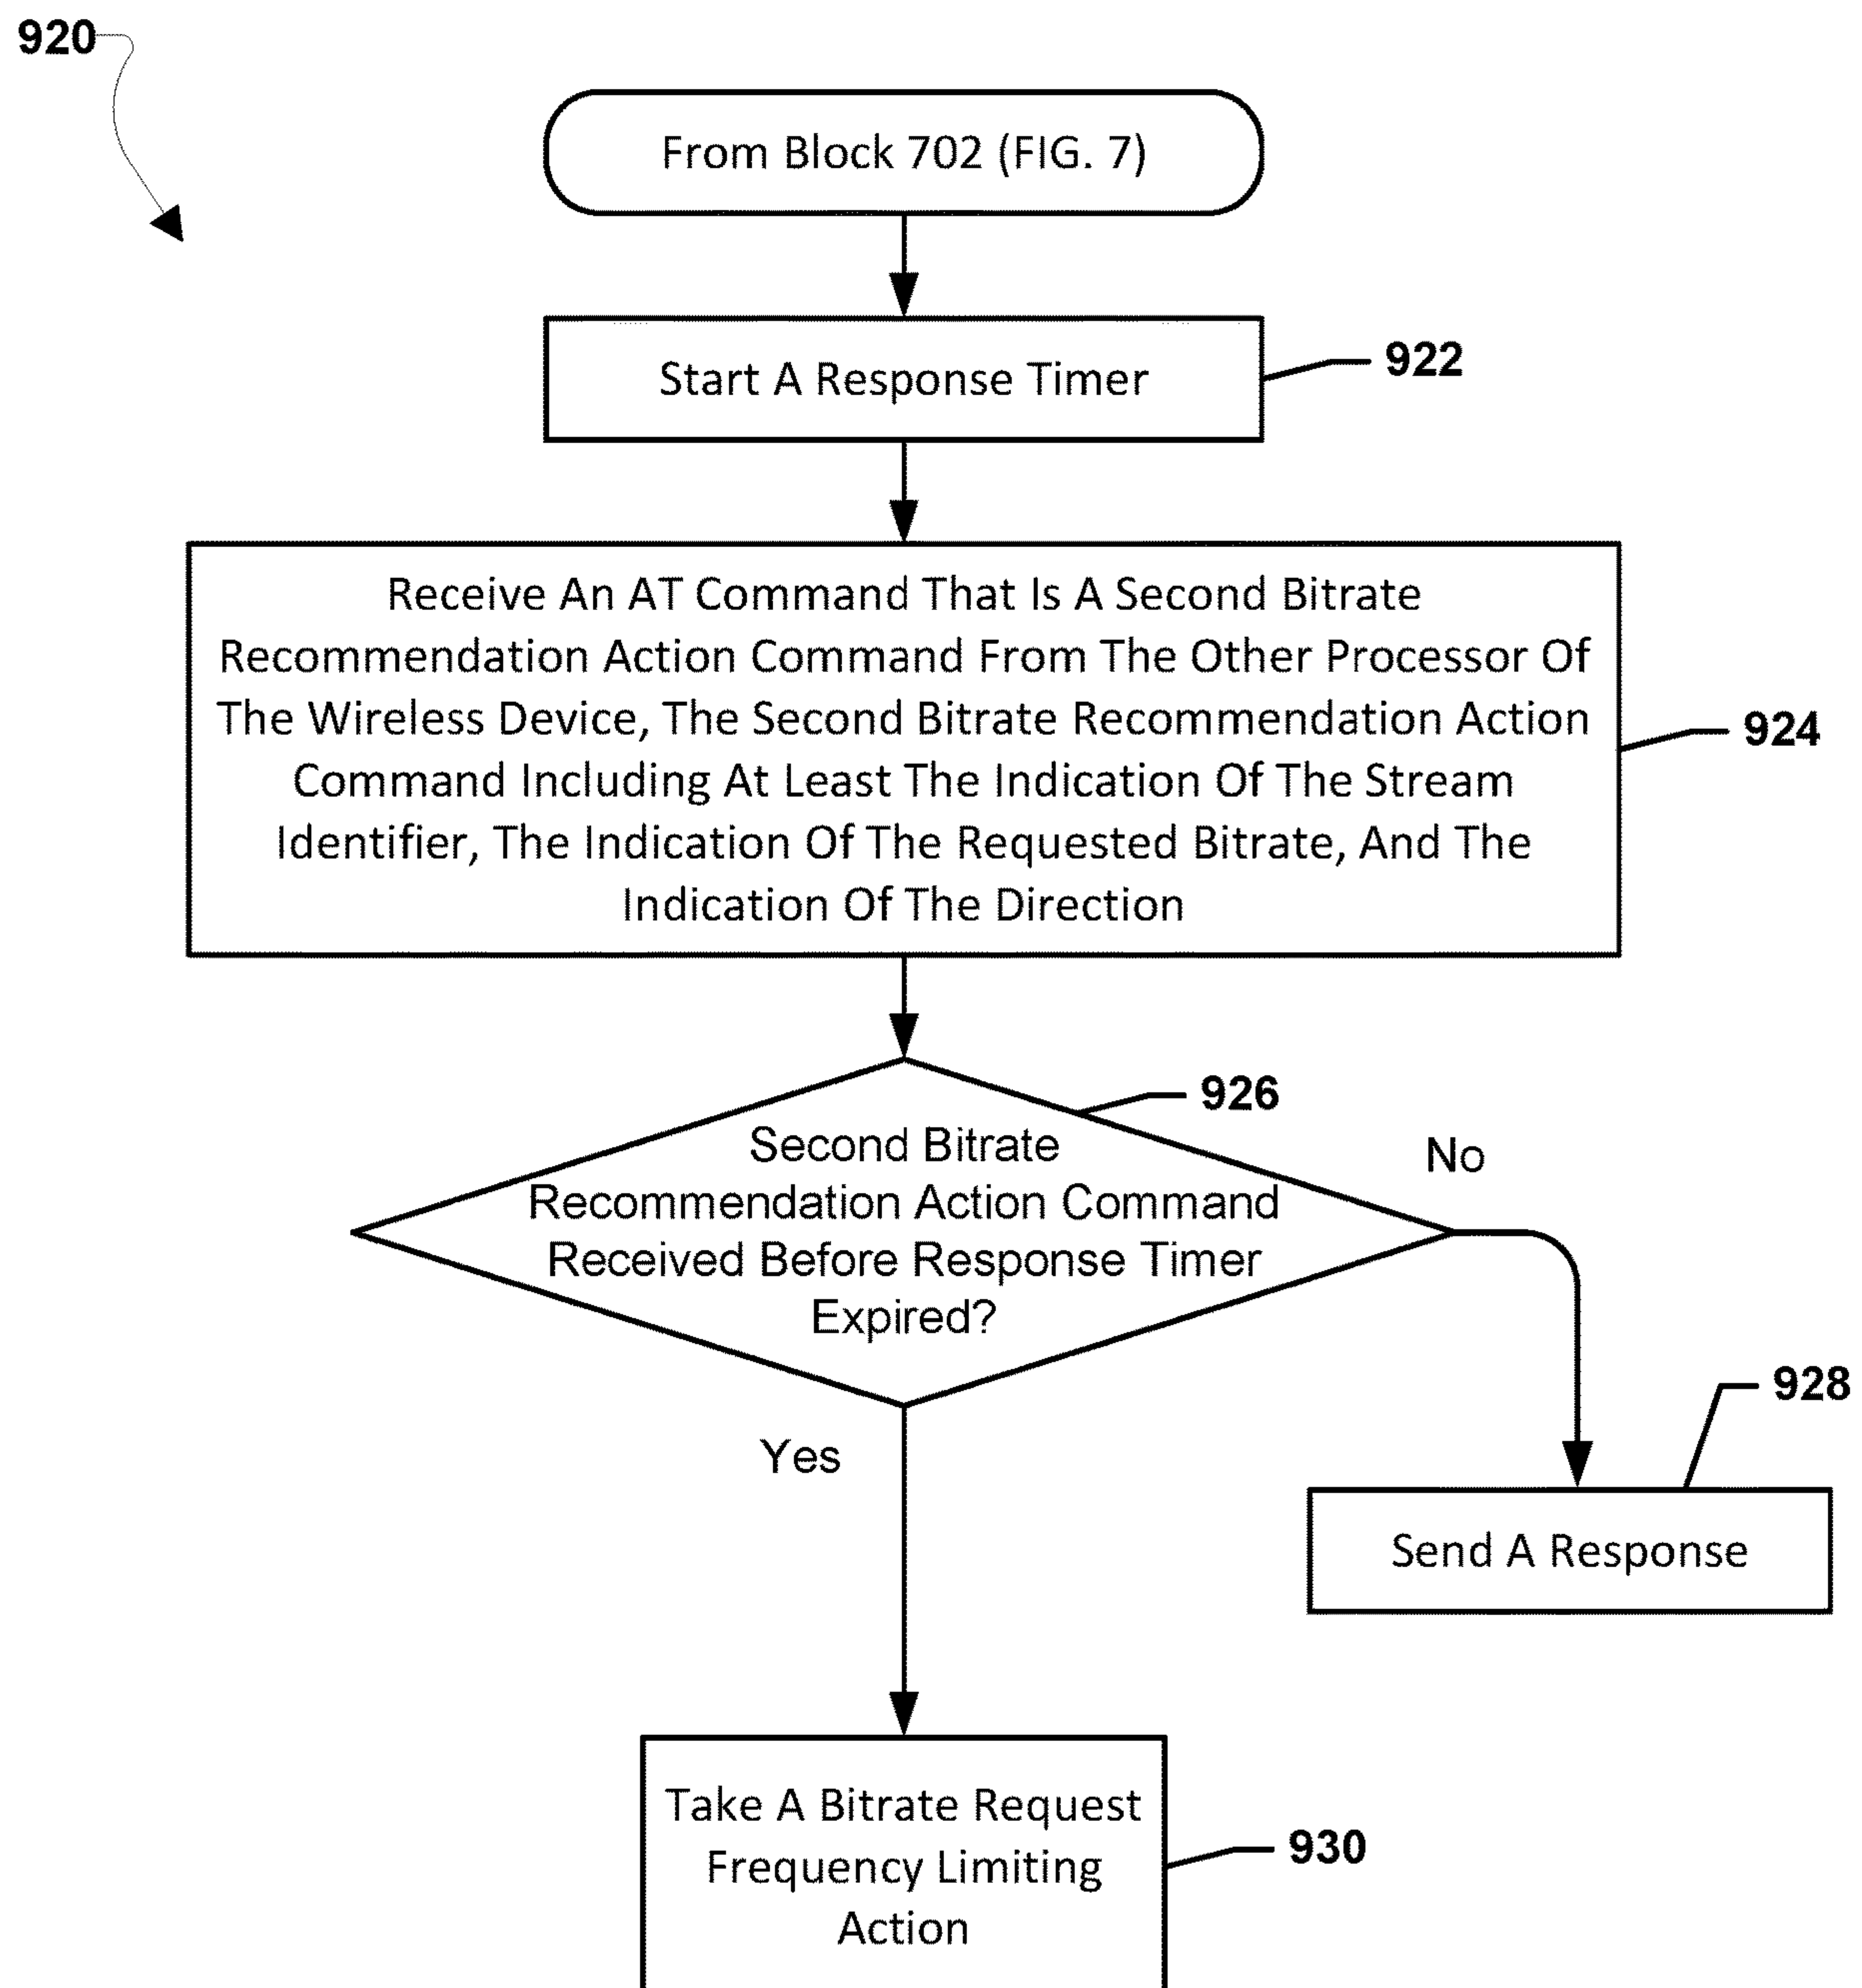 920
From Block 702 (FIG. 7)
Start A Response Timer
922
Receive An AT Command That Is A Second Bitrate
Recommendation Action Command From The Other Processor Of
The Wireless Device, The Second Bitrate Recommendation Action
Command Including At Least The Indication Of The Stream
Identifier, The Indication Of The Requested Bitrate, And The
Indication Of The Direction
924
926
Second Bitrate
Recommendation Action Command
Received Before Response Timer
Expired?
No
Yes
928
Send A Response
Take A Bitrate Request
Frequency Limiting
Action
930